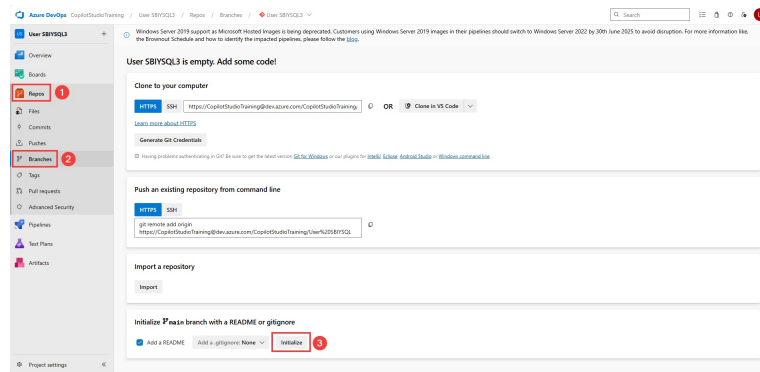 Azure DevOps CopilotStudioTraining / User SBIYSQL3 / Repos / Branches / User SBIYSQL3
Search
US User SBIYSQL3 +
Windows Server 2019 support as Microsoft Hosted Images is being deprecated. Customers using Windows Server 2019 images in their pipelines should switch to Windows Server 2022 by 30th June 2025 to avoid disruption. For more information like,
the Brownout Schedule and how to identify the impacted pipelines, please follow the blog.
Overview
Boards
Repos 1
Files
Commits
Pushes
Branches 2
Tags
Pull requests
Advanced Security
Pipelines
Test Plans
Artifacts
Project settings
User SBIYSQL3 is empty. Add some code!
Clone to your computer
HTTPS SSH https://CopilotStudioTraining@dev.azure.com/CopilotStudioTraining, OR Clone in VS Code
Learn more about HTTPS
Generate Git Credentials
Having problems authenticating in Git? Be sure to get the latest version Git for Windows or our plugins for IntelliJ, Eclipse, Android Studio or Windows command line.
Push an existing repository from command line
HTTPS SSH
git remote add origin
https://CopilotStudioTraining@dev.azure.com/CopilotStudioTraining/User%20SBIYSQL
Import a repository
Import
Initialize main branch with a README or gitignore
Add a README Add a .gitignore: None Initialize 3